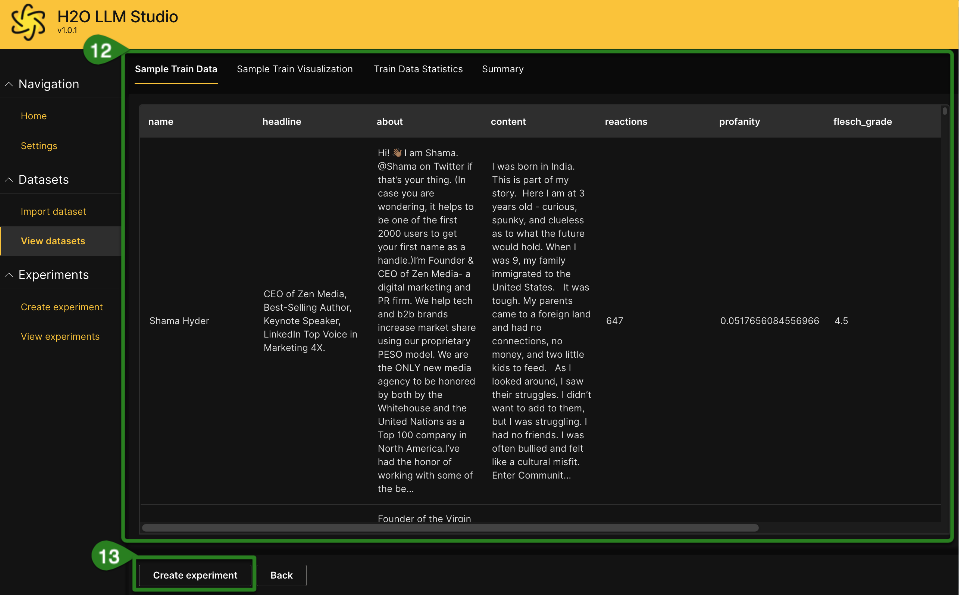 H2O LLM Studio
v1.0.1
12
Navigation
Home
Settings
Datasets
Import dataset
View datasets
Experiments
Create experiment
View experiments
Sample Train Data Sample Train Visualization Train Data Statistics Summary
name headline about content reactions profanity flesch_grade
Shama Hyder
CEO of Zen Media,
Best-Selling Author,
Keynote Speaker,
LinkedIn Top Voice in
Marketing 4X.
Hi! 👋🏽 I am Shama.
@Shama on Twitter if
that's your thing. (In
case you are
wondering, it helps to
be one of the first
2000 users to get
your first name as a
handle.)I'm Founder &
CEO of Zen Media- a
digital marketing and
PR firm. We help tech
and b2b brands
increase market share
using our proprietary
PESO model. We are
the ONLY new media
agency to be honored
by both by the
Whitehouse and the
United Nations as a
Top 100 company in
North America.I've
had the honor of
working with some of
the be...
I was born in India.
This is part of my
story.  Here I am at 3
years old - curious,
spunky, and clueless
as to what the future
would hold. When I
was 9, my family
immigrated to the
United States.   It was
tough. My parents
came to a foreign land
and had no
connections, no
money, and two little
kids to feed.   As I
looked around, I saw
their struggles. I didn't
want to add to them,
but I was struggling. I
had no friends. I was
often bullied and felt
like a cultural misfit.
Enter Communit...
647
0.0517656084556966
4.5
Founder of the Virgin
13
Create experiment
Back